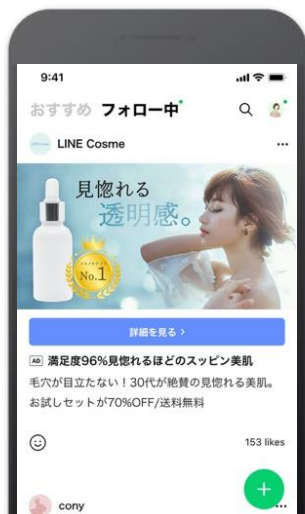 9:41
おすすめ フォロー中
LINE Cosme
見惚れる
透明感。
No.1
詳細を見る >
AD 満足度96%見惚れるほどのスッピン美肌
毛穴が目立たない！30代が絶賛の見惚れる美肌。
お試しセットが70%OFF/送料無料
153 likes
cony